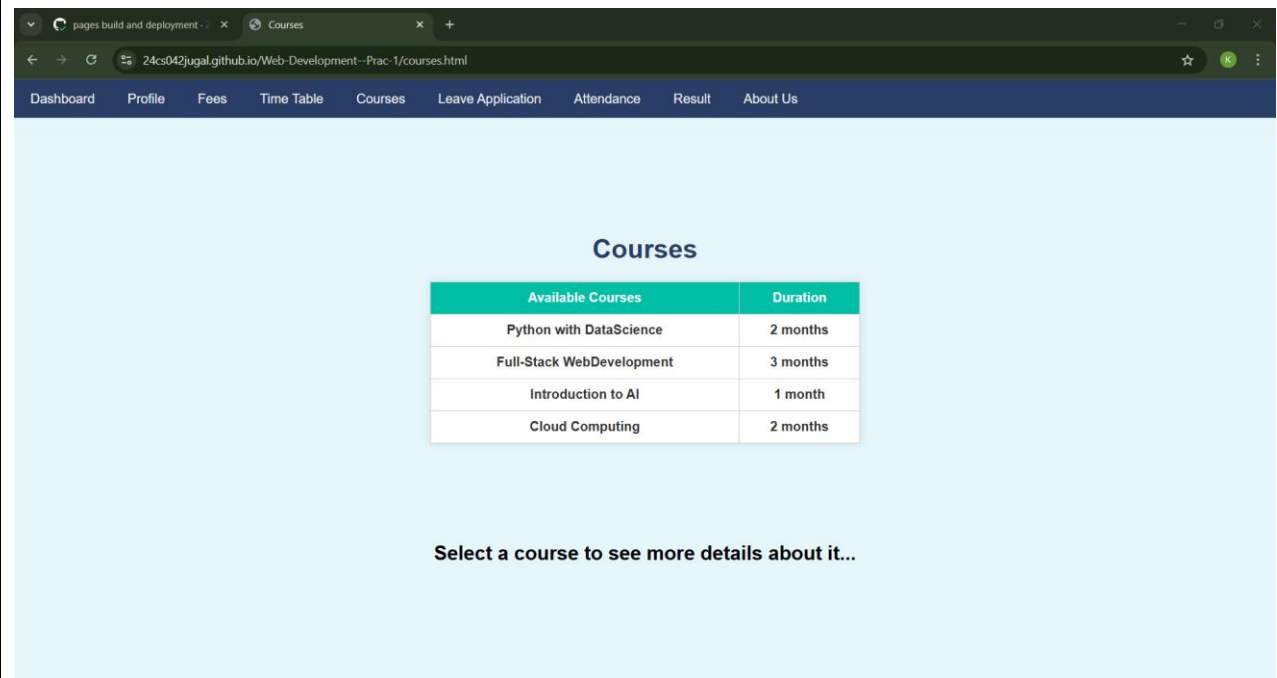 pages build and deployment - 2
Courses
24cs042jugal.github.io/Web-Development--Prac-1/courses.html
K
Dashboard Profile Fees Time Table Courses Leave Application Attendance Result About Us
Courses
Available Courses Duration
Python with DataScience 2 months
Full-Stack WebDevelopment 3 months
Introduction to AI 1 month
Cloud Computing 2 months
Select a course to see more details about it...